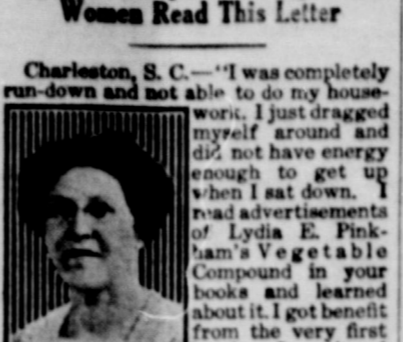 Women Read This Letter
Charleston, S. C.—"I was completely
run-down and not able to do my house-
work. I just dragged
myself around and
did not have energy
enough to get up
when I sat down. I
read advertisements
of Lydia E. Pink-
ham's Vegetable
Compound in your
books and learned
about it. I got benefit
from the very first